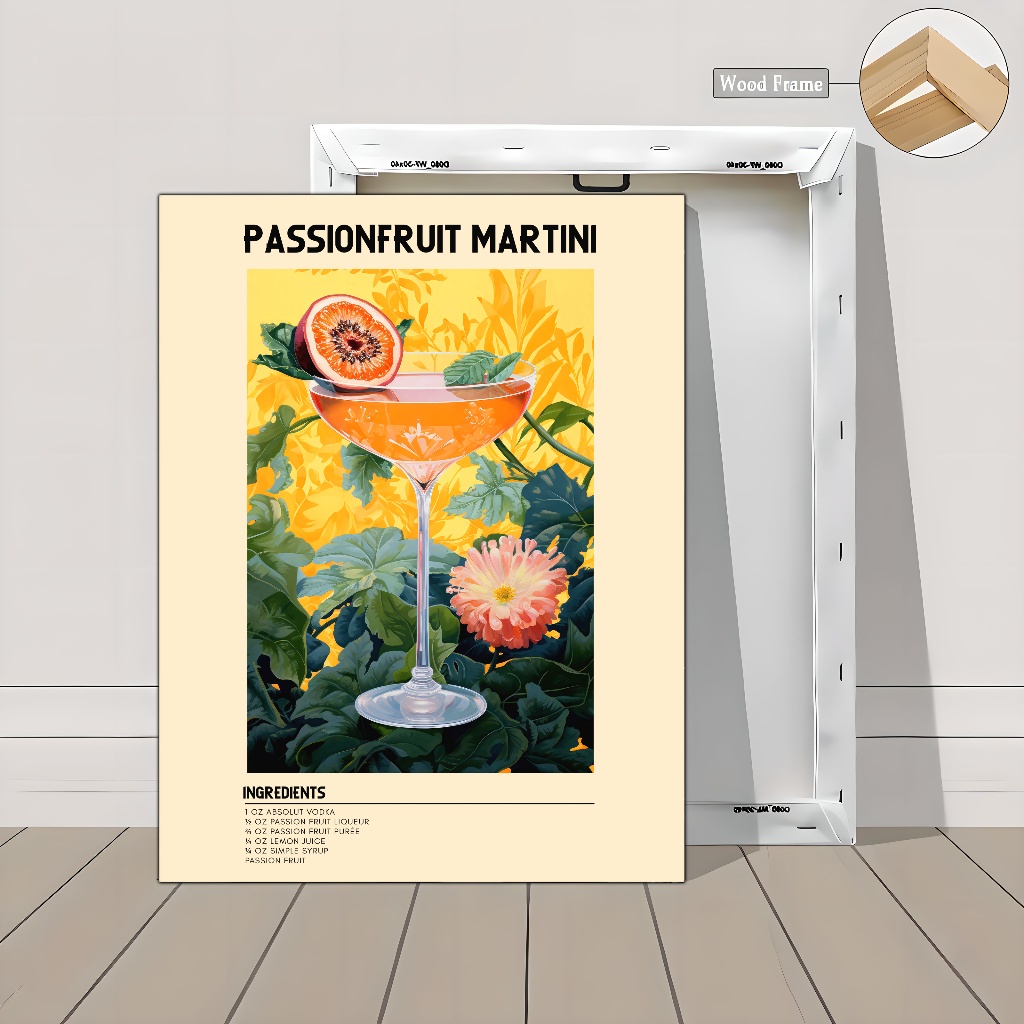 Wood Frame
PASSIONFRUIT MARTINI
INGREDIENTS
1 OZ ABSOLUT VODKA
½ OZ PASSION FRUIT LIQUEUR
¾ OZ PASSION FRUIT PURÉE
¼ OZ LEMON JUICE
¼ OZ SIMPLE SYRUP
PASSION FRUIT